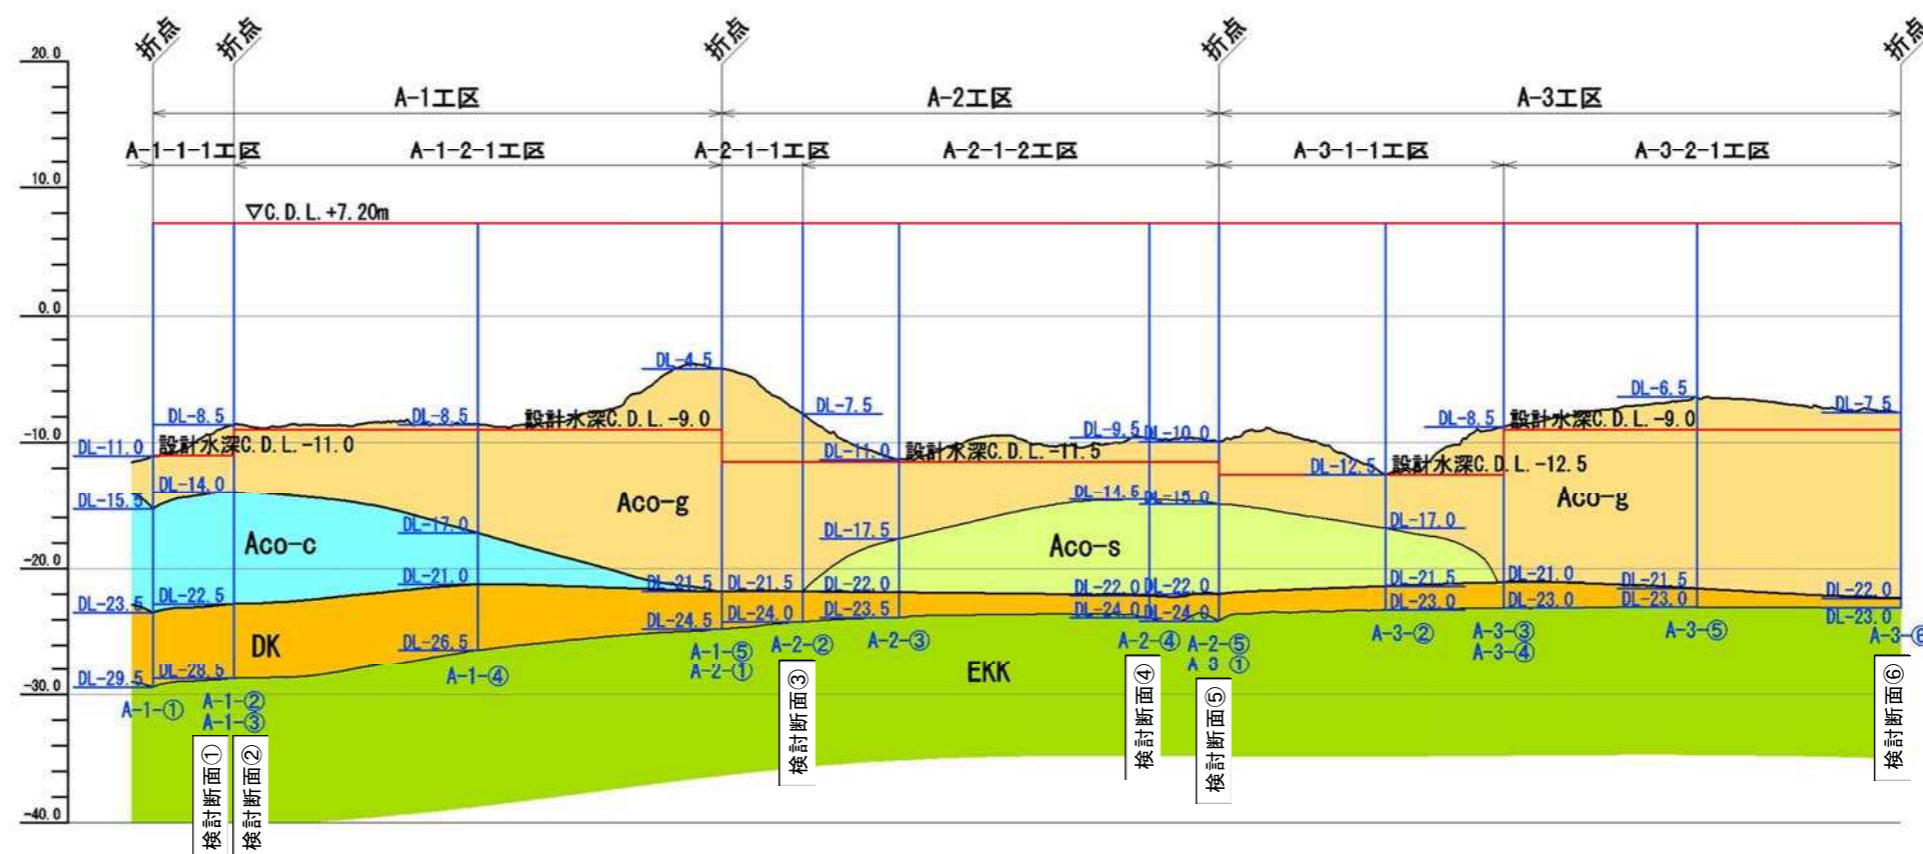 折点
折点
折点
折点
折点
20.0
A-1工区
A-2工区
A-3工区
A-1-1-1工区
A-1-2-1工区
A-2-1-1工区
A-2-1-2工区
A-3-1-1工区
A-3-2-1工区
10.0
▽C.D.L.+7.20m
0.0
DL-4.5
DL-6.5
DL-7.5
DL-7.5
DL-8.5
DL-8.5
設計水深C.D.L.-9.0
DL-8.5
設計水深C.D.L.-9.0
DL-9.5
DL-10.0
-10.0
DL-11.0
設計水深C.D.L.-11.0
DL-11.0
設計水深C.D.L.-11.5
DL-12.5
設計水深C.D.L.-12.5
DL-14.0
DL-15.5
Aco-g
DL-14.5
DL-15.0
Aco-g
DL-17.0
DL-17.5
DL-17.0
Aco-c
Aco-s
-20.0
DL-21.0
DL-21.5
DL-21.5
DL-22.0
DL-22.0
DL-22.0
DL-21.5
DL-21.0
DL-21.5
DL-22.0
DL-22.5
DL-23.5
DL-24.5
DL-24.0
DL-23.5
DL-24.0
DL-24.0
DL-23.0
DL-23.0
DL-23.0
DL-23.0
DK
DL-26.5
A-1-④
A-1-⑤
A-2-①
A-2-②
A-2-③
A-2-④
A-2-⑤
A-3-①
A-3-②
A-3-③
A-3-④
A-3-⑤
A-3-⑥
EKK
DL-28.5
DL-29.5
-30.0
A-1-①
A-1-②
A-1-③
検討断面①
検討断面②
検討断面③
検討断面④
検討断面⑤
検討断面⑥
-40.0